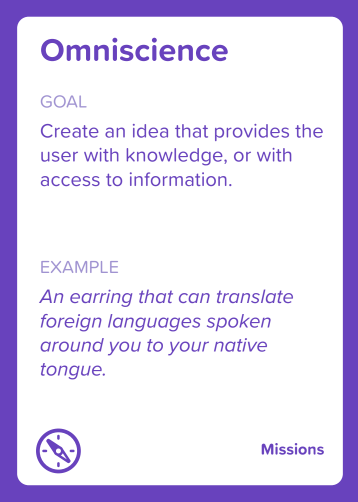 Omniscience
GOAL
Create an idea that provides the
user with knowledge, or with
access to information.
EXAMPLE
An earring that can translate
foreign languages spoken
around you to your native
tongue.
Missions